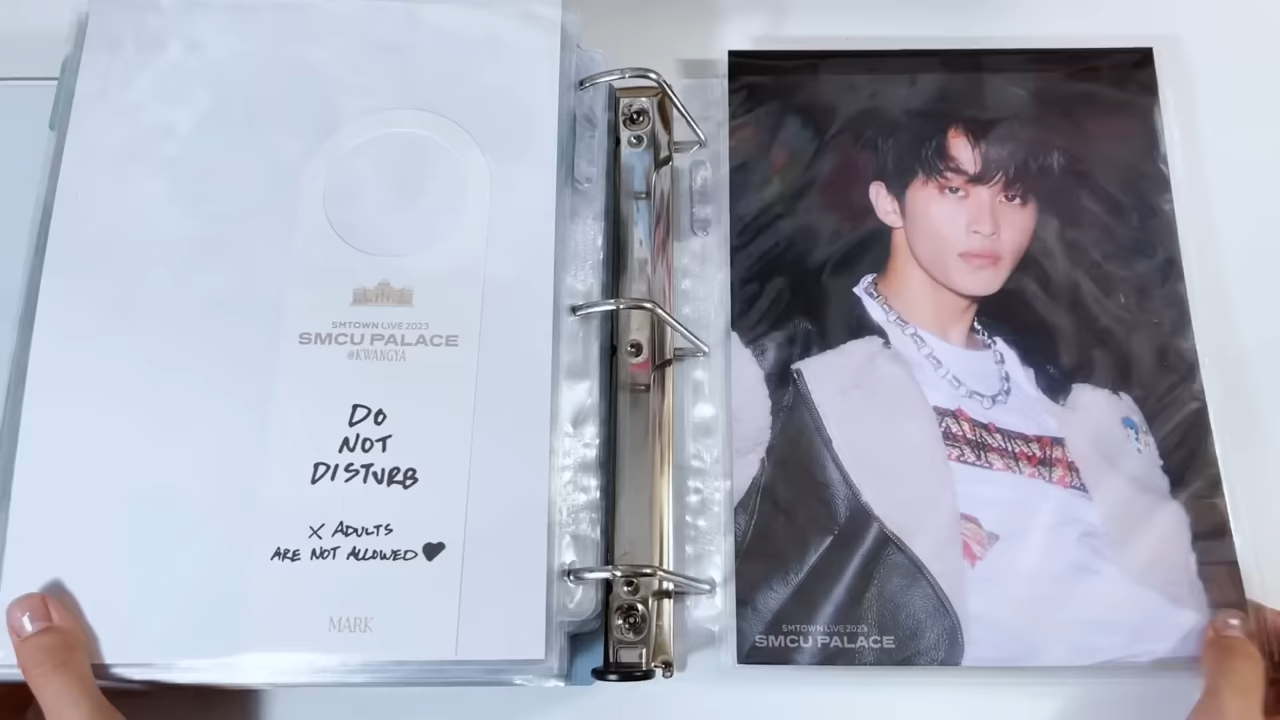 SMTOWN LIVE 2023
SMCU PALACE
@KWANGYA
DO
NOT
DISTURB
X ADULTS
ARE NOT ALLOWED ♥
MARK
SMTOWN LIVE 2023
SMCU PALACE